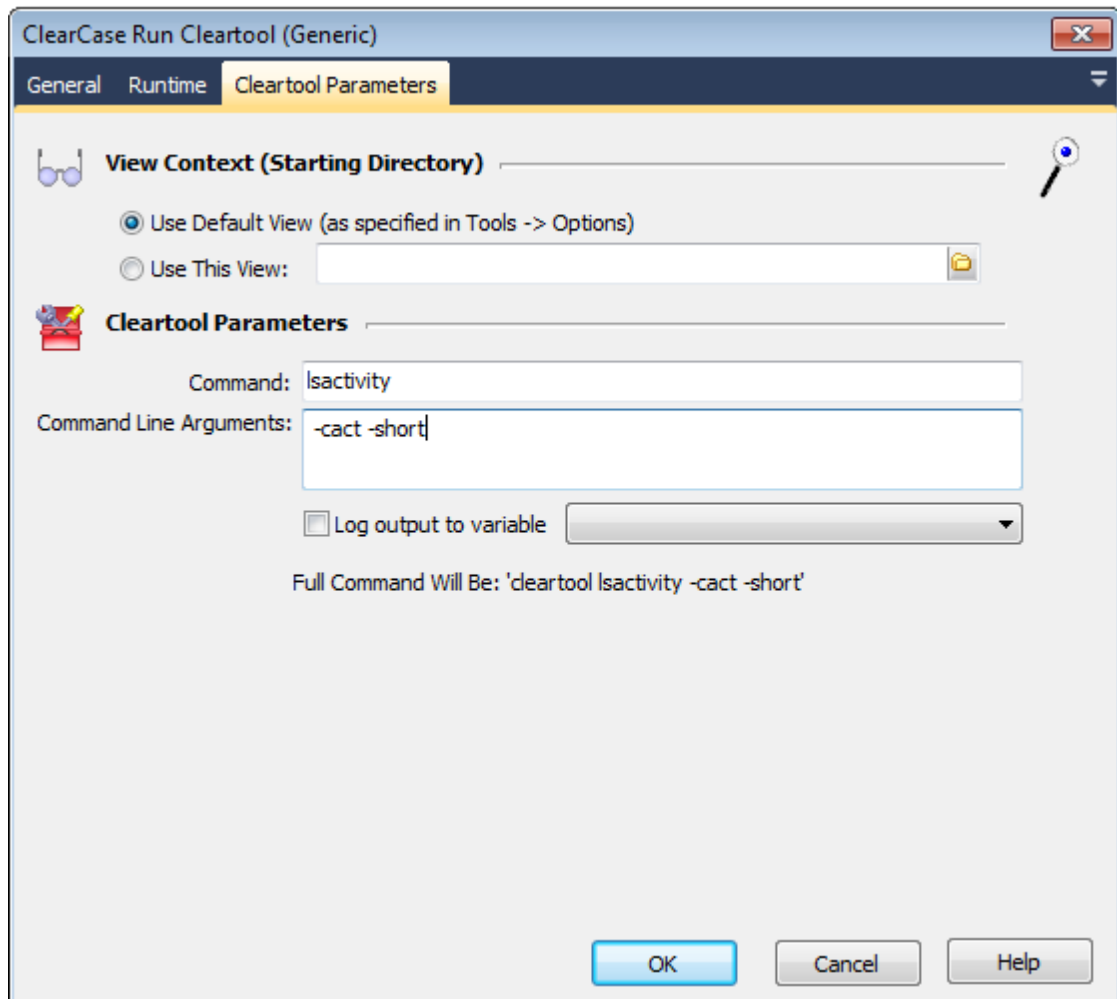 ClearCase Run Cleartool (Generic)
General Runtime Cleartool Parameters
View Context (Starting Directory)
Use Default View (as specified in Tools -> Options)
Use This View:
Cleartool Parameters
Command: lsactivity
Command Line Arguments: -cact -short
Log output to variable
Full Command Will Be: 'cleartool lsactivity -cact -short'
OK Cancel Help